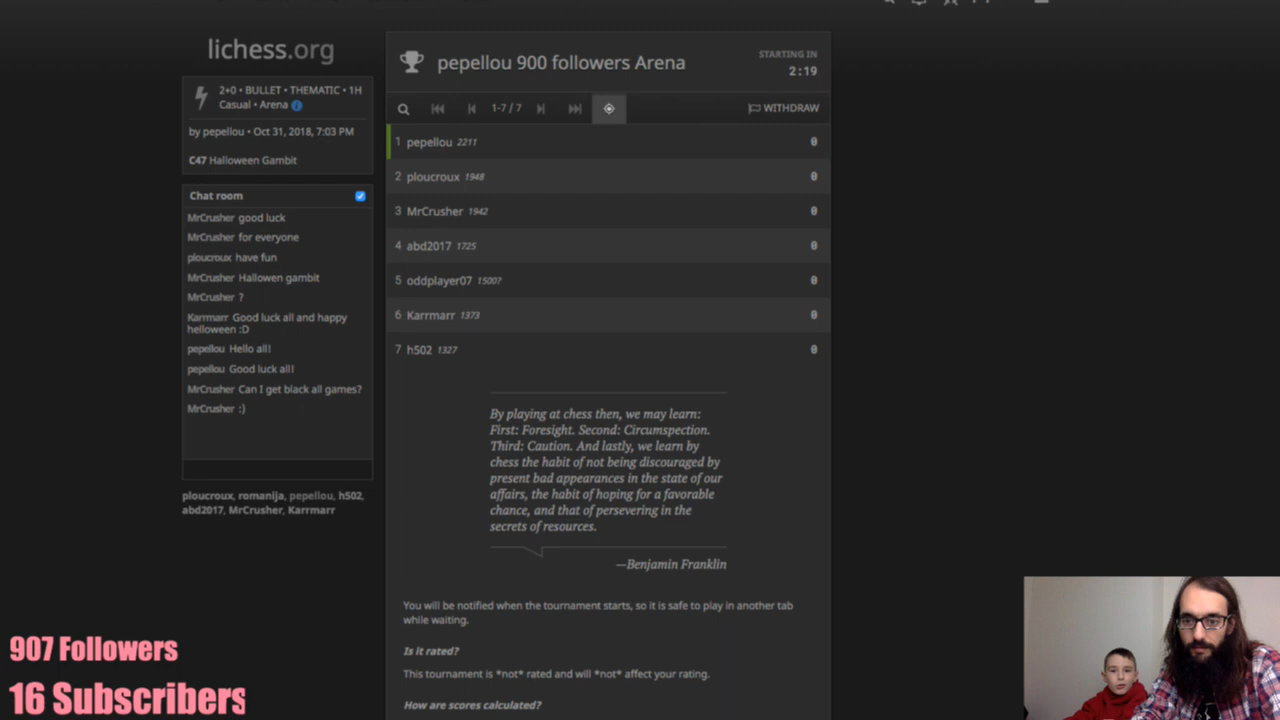 lichess.org
2+0 • BULLET • THEMATIC • 1H
Casual • Arena
by pepellou • Oct 31, 2018, 7:03 PM
C47 Halloween Gambit
Chat room
MrCrusher good luck
MrCrusher for everyone
ploucroux have fun
MrCrusher Hallowen gambit
MrCrusher ?
Karrmarr Good luck all and happy
helloween :D
pepellou Hello all!
pepellou Good luck all!
MrCrusher Can I get black all games?
MrCrusher :)
ploucroux, romanija, pepellou, h502,
abd2017, MrCrusher, Karrmarr
pepellou 900 followers Arena
STARTING IN
2:19
1-7 / 7
WITHDRAW
1 pepellou 2211 0
2 ploucroux 1948 0
3 MrCrusher 1942 0
4 abd2017 1725 0
5 oddplayer07 1500? 0
6 Karrmarr 1373 0
7 h502 1327 0
By playing at chess then, we may learn:
First: Foresight. Second: Circumspection.
Third: Caution. And lastly, we learn by
chess the habit of not being discouraged by
present bad appearances in the state of our
affairs, the habit of hoping for a favorable
chance, and that of persevering in the
secrets of resources.
—Benjamin Franklin
You will be notified when the tournament starts, so it is safe to play in another tab
while waiting.
Is it rated?
This tournament is *not* rated and will *not* affect your rating.
How are scores calculated?
907 Followers
16 Subscribers